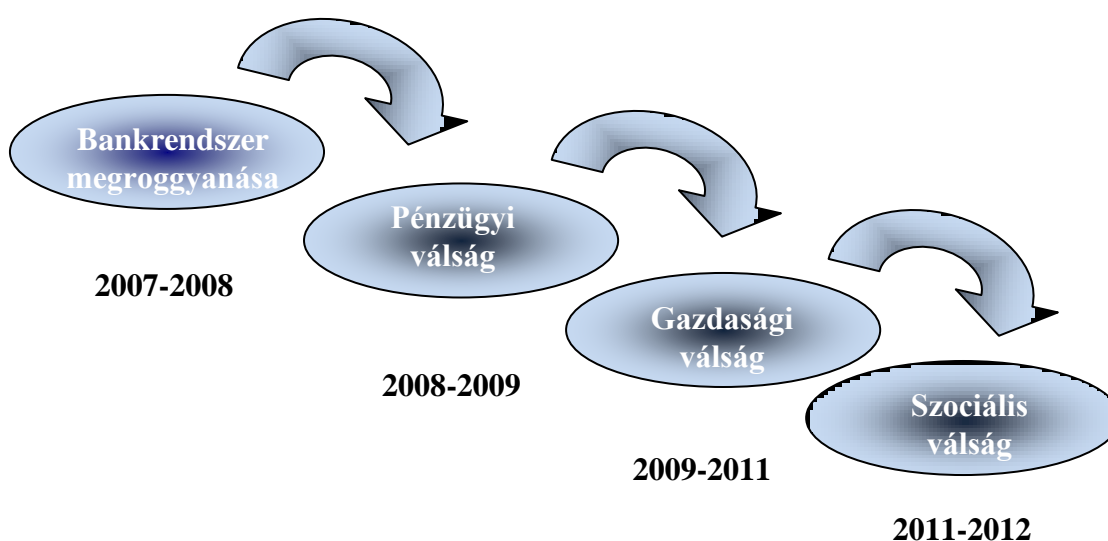 Bankrendszer
megroggyanása
2007-2008
Pénzügyi
válság
2008-2009
Gazdasági
válság
2009-2011
Szociális
válság
2011-2012